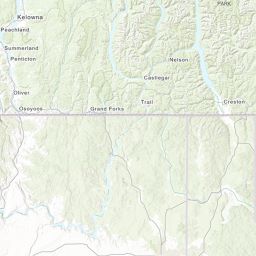 PARK
Kelowna
Peachland
Summerland
Penticton
Nelson
Castlegar
Oliver
Trail
Creston
Osoyoos
Grand Forks